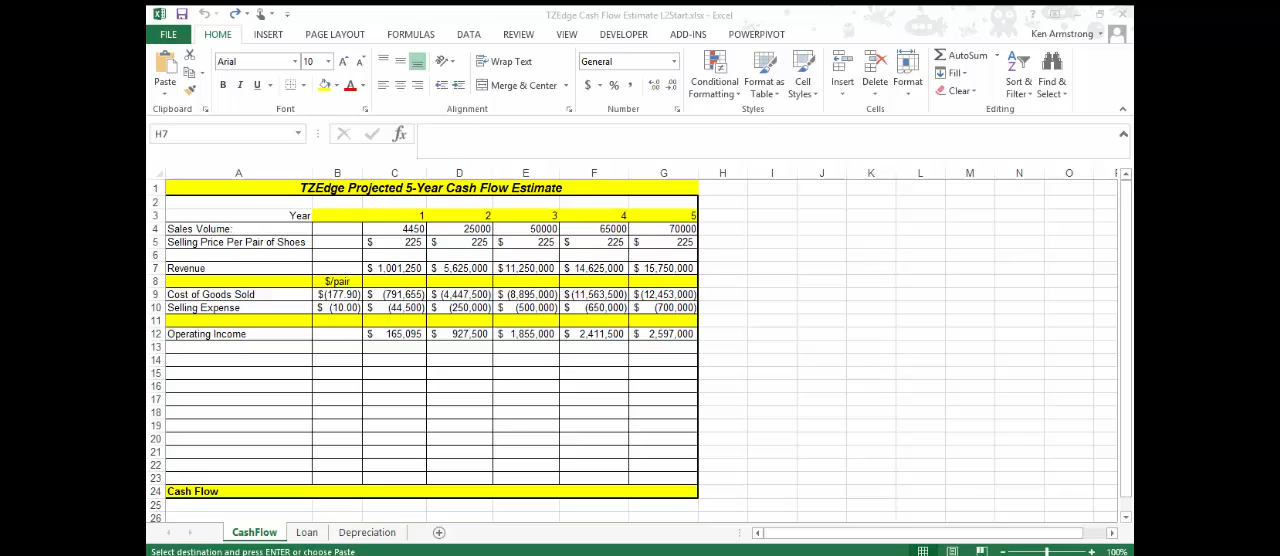 TZEdge Cash Flow Estimate L2Start.xlsx - Excel
FILE HOME INSERT PAGE LAYOUT FORMULAS DATA REVIEW VIEW DEVELOPER ADD-INS POWERPIVOT Ken Armstrong
Paste Arial 10 Wrap Text General Conditional Formatting Format as Table Cell Styles Insert Delete Format AutoSum Sort & Filter Find & Select
B I U Merge & Center $ % Fill
Clear
Clipboard Font Alignment Number Styles Cells Editing
H7 fx
A B C D E F G H I J K L M N O
1 TZEdge Projected 5-Year Cash Flow Estimate
2
3 Year 1 2 3 4 5
4 Sales Volume: 4450 25000 50000 65000 70000
5 Selling Price Per Pair of Shoes $ 225 $ 225 $ 225 $ 225 $ 225
6
7 Revenue $ 1,001,250 $ 5,625,000 $ 11,250,000 $ 14,625,000 $ 15,750,000
8 $/pair
9 Cost of Goods Sold $(177.90) $ (791,655) $ (4,447,500) $ (8,895,000) $(11,563,500) $(12,453,000)
10 Selling Expense $ (10.00) $ (44,500) $ (250,000) $ (500,000) $ (650,000) $ (700,000)
11
12 Operating Income $ 165,095 $ 927,500 $ 1,855,000 $ 2,411,500 $ 2,597,000
13
14
15
16
17
18
19
20
21
22
23
24 Cash Flow
25
26
CashFlow Loan Depreciation
Select destination and press ENTER or choose Paste 100%